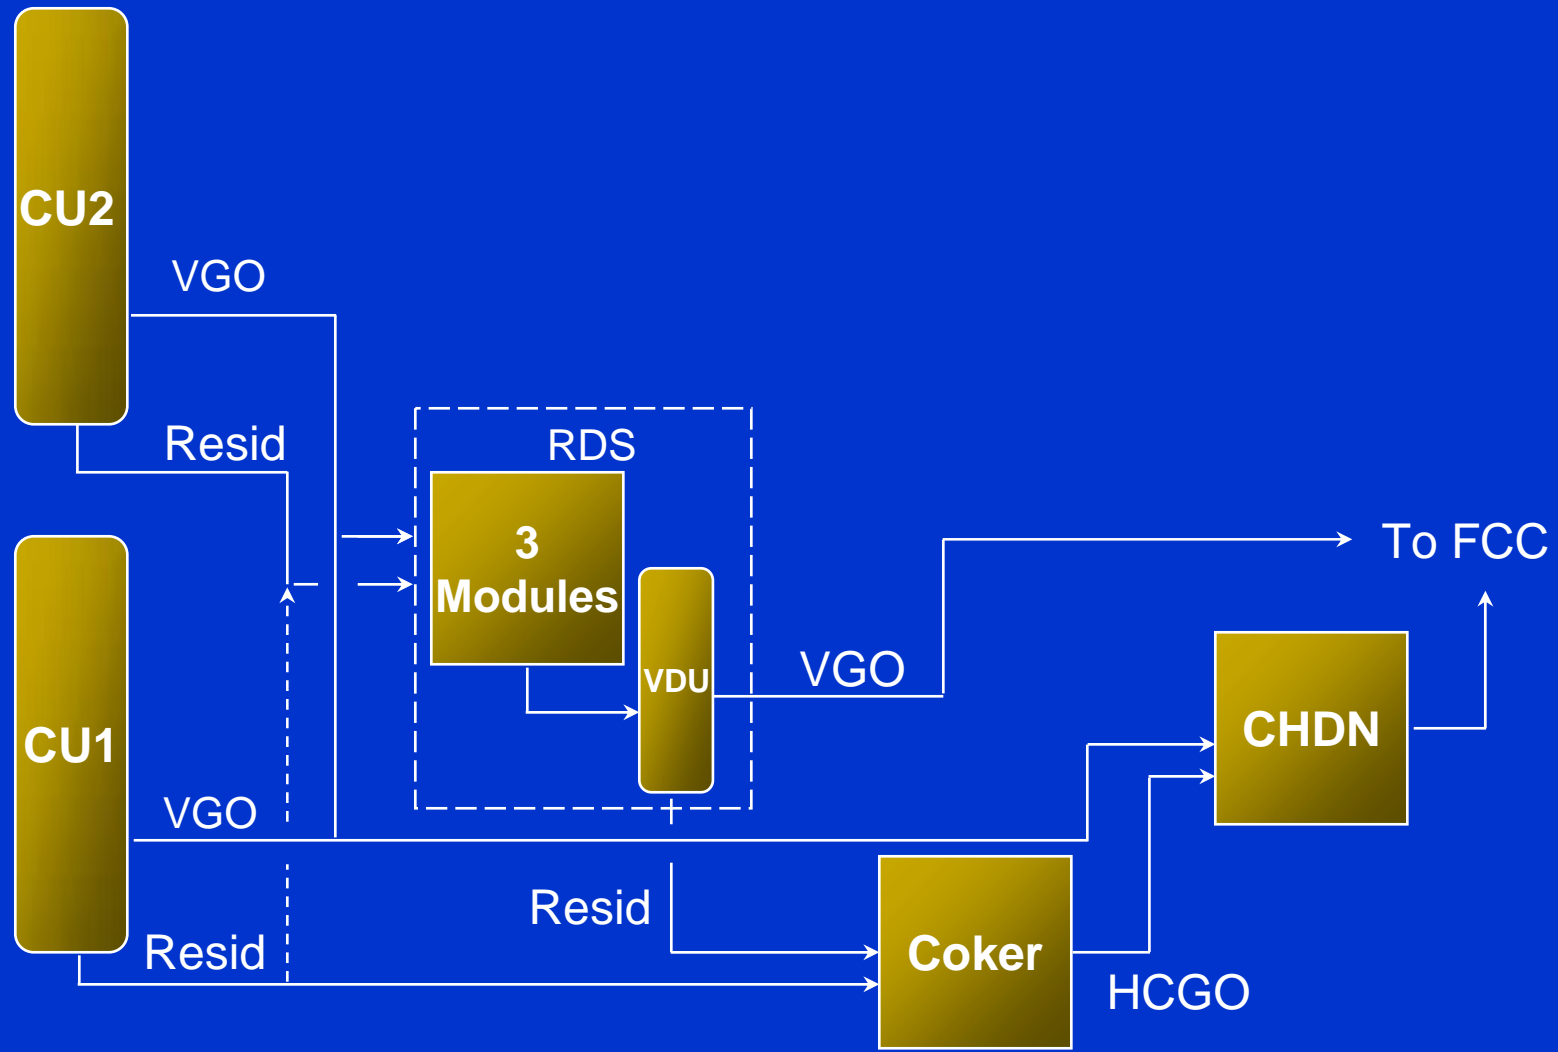 CU2
VGO
Resid
RDS
3
Modules
To FCC
VGO
VDU
CHDN
CU1
VGO
Resid
Coker
Resid
HCGO